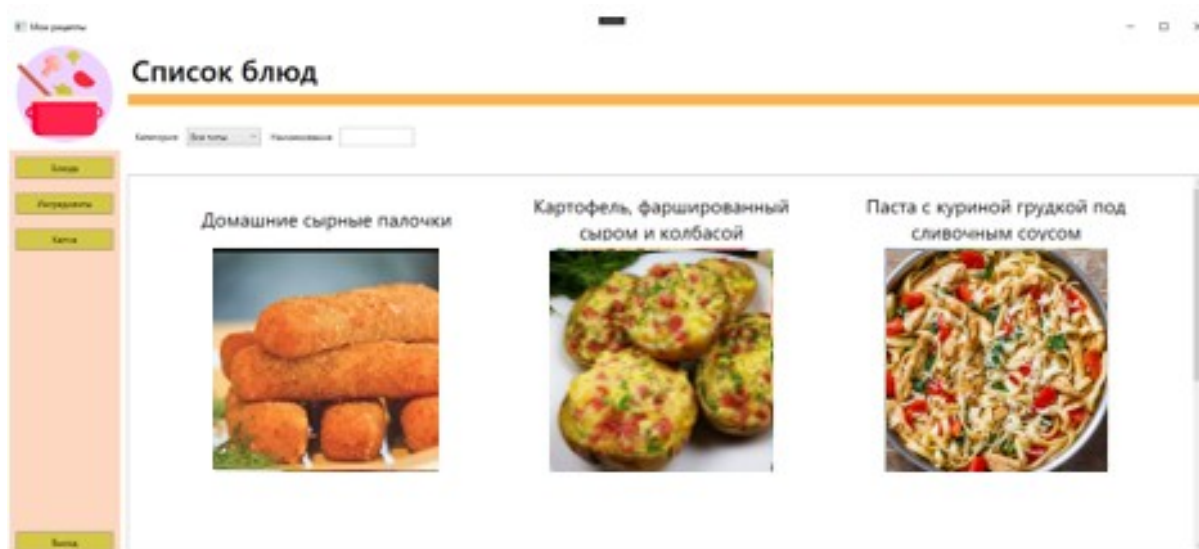 Мои рецепты
Список блюд
Категория Все типы Наименование
Блюда
Ингредиенты
Домашние сырные палочки
Картофель, фаршированный
сыром и колбасой
Паста с куриной грудкой под
сливочным соусом
Выход